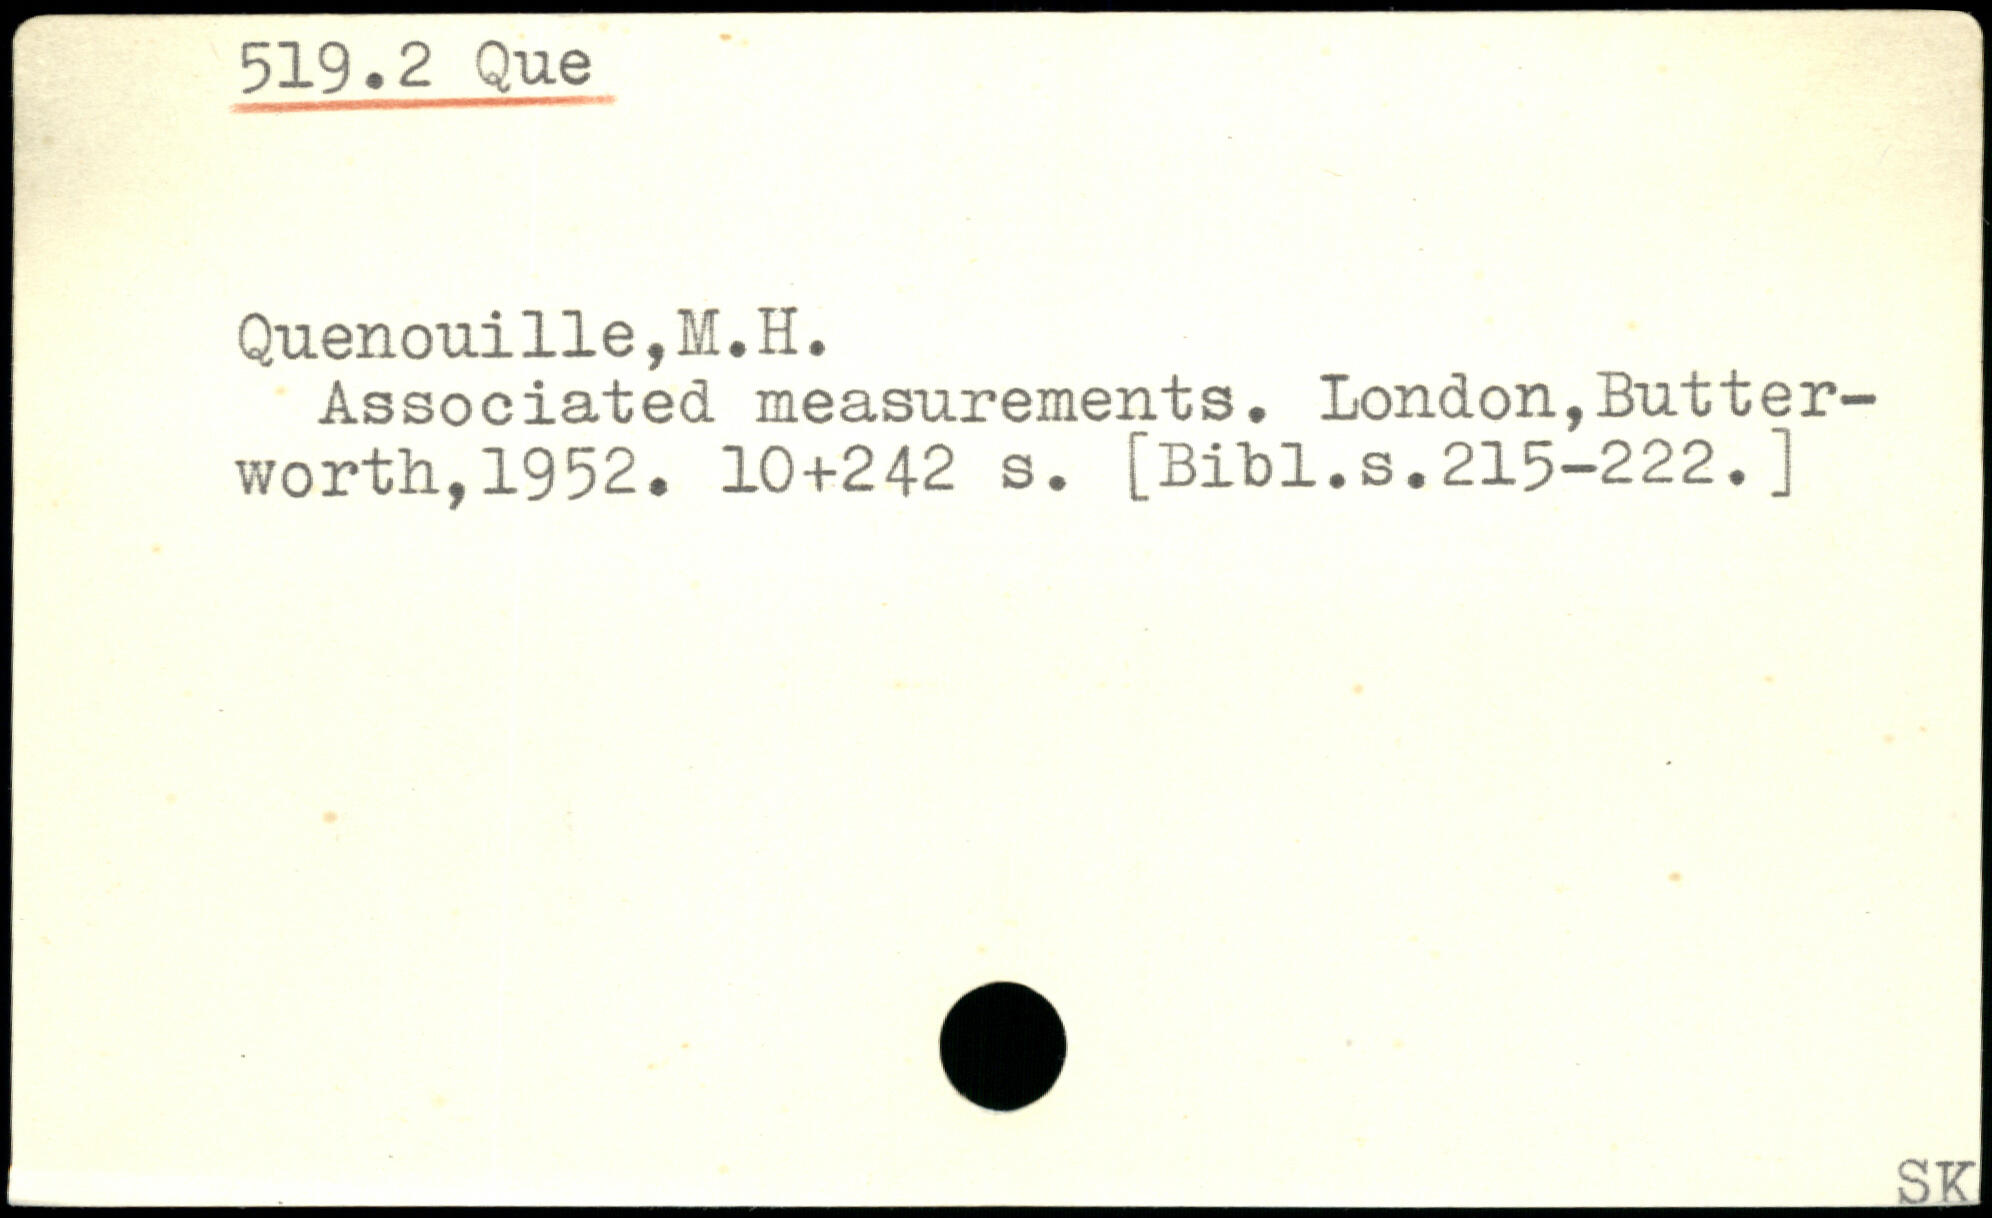 519.2 Que
Quenouille,M.H.
Associated measurements. London,Butter-
worth,1952. 10+242 s. [Bibl.s.215-222.]
SK